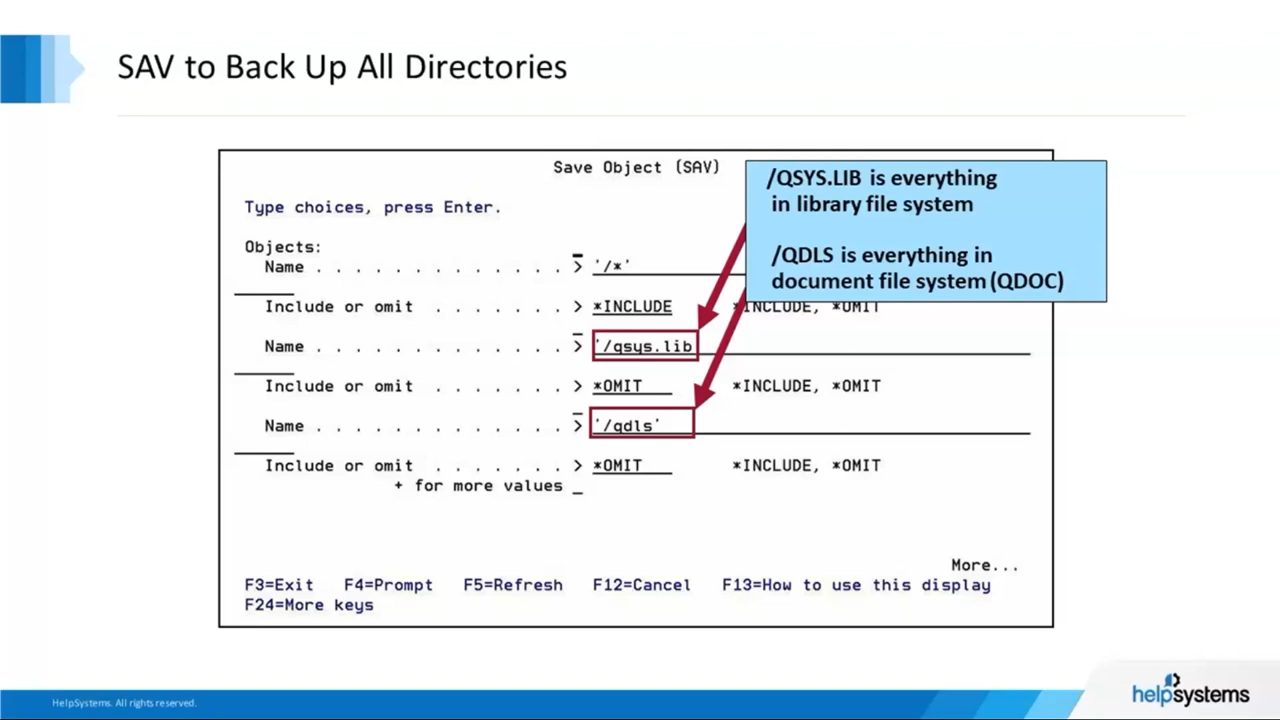 SAV to Back Up All Directories
Save Object (SAV)
/QSYS.LIB is everything
in library file system
/QDLS is everything in
document file system (QDOC)
Type choices, press Enter.
Objects:
Name . . . . . . . . . . . . . > '/*'
Include or omit . . . . . . . > *INCLUDE *INCLUDE, *OMIT
Name . . . . . . . . . . . . . > '/qsys.lib
Include or omit . . . . . . . > *OMIT *INCLUDE, *OMIT
Name . . . . . . . . . . . . . > '/qdls'
Include or omit . . . . . . . > *OMIT *INCLUDE, *OMIT
+ for more values _
More...
F3=Exit F4=Prompt F5=Refresh F12=Cancel F13=How to use this display
F24=More keys
HelpSystems. All rights reserved.
helpsystems